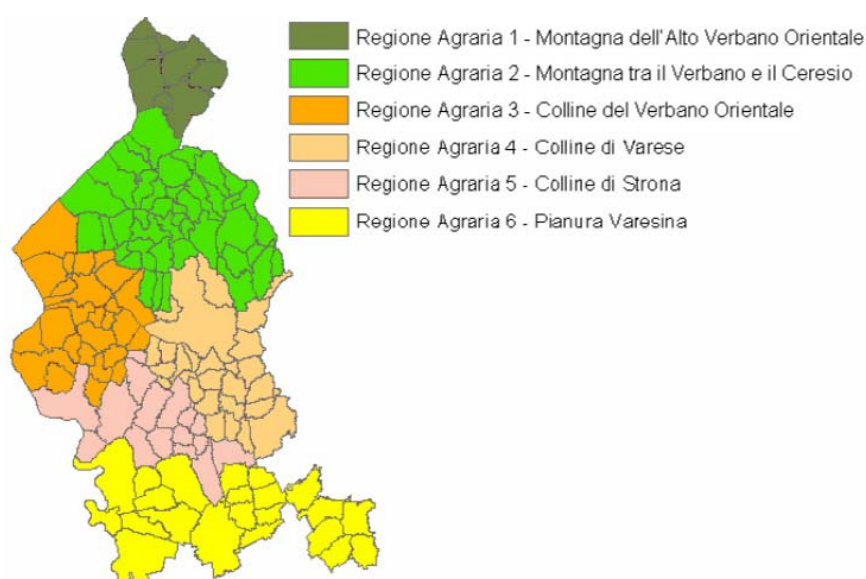 Regione Agraria 1 - Montagna dell'Alto Verbano Orientale
Regione Agraria 2 - Montagna tra il Verbano e il Ceresio
Regione Agraria 3 - Colline del Verbano Orientale
Regione Agraria 4 - Colline di Varese
Regione Agraria 5 - Colline di Strona
Regione Agraria 6 - Pianura Varesina